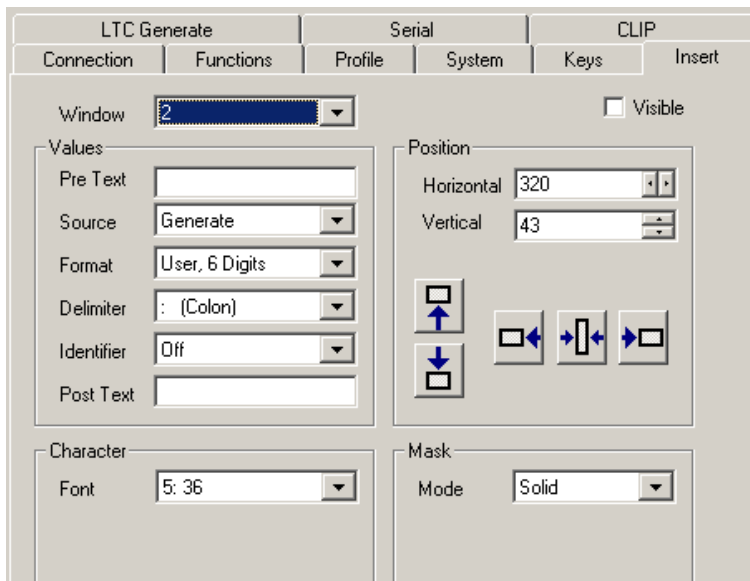 LTC Generate Serial CLIP
Connection Functions Profile System Keys Insert
Window 2 Visible
Values
Pre Text
Source Generate
Format User, 6 Digits
Delimiter : (Colon)
Identifier Off
Post Text
Position
Horizontal 320
Vertical 43
Character
Font 5: 36
Mask
Mode Solid